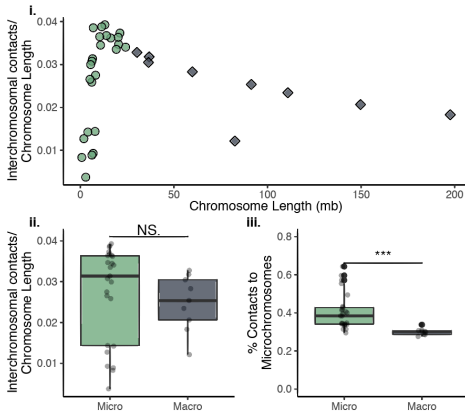 i.
Interchromosomal contacts/
Chromosome Length
0.04
0.03
0.02
0.01
0
50
100
150
200
Chromosome Length (mb)
ii.
Interchromosomal contacts/
Chromosome Length
0.04
0.03
0.02
0.01
NS.
Micro
Macro
iii.
% Contacts to
Microchromosomes
0.8
0.6
0.4
0.2
0.0
***
Micro
Macro